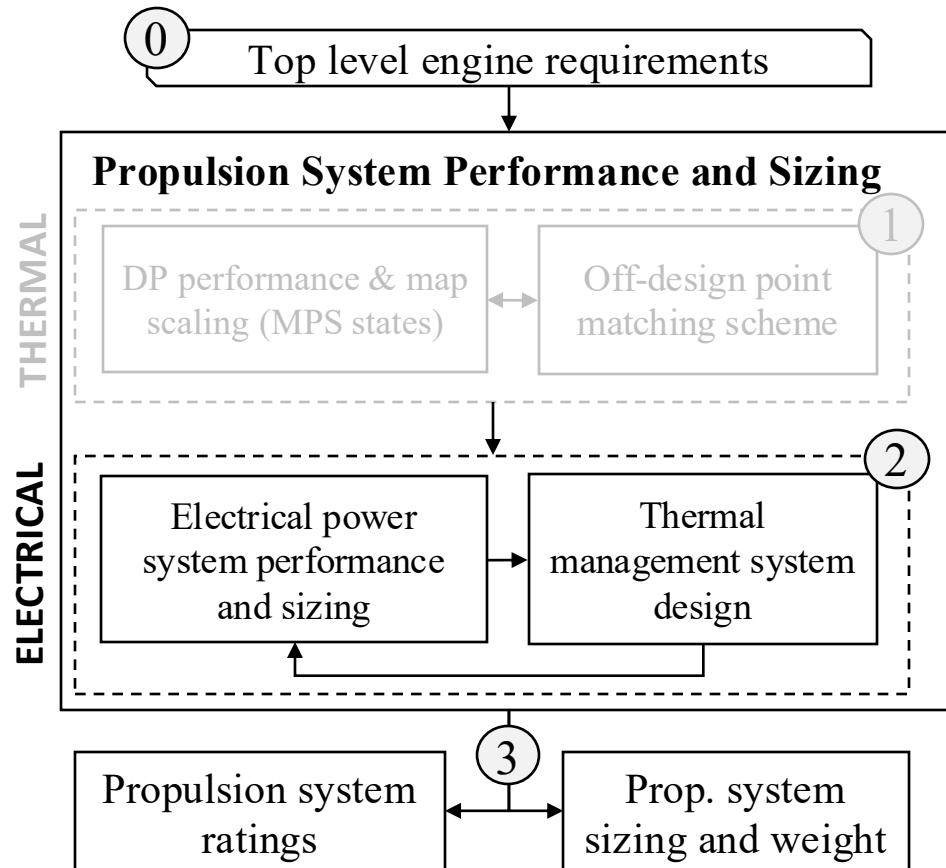 0
Top level engine requirements
Propulsion System Performance and Sizing
THERMAL
1
DP performance & map
scaling (MPS states)
Off-design point
matching scheme
ELECTRICAL
2
Electrical power
system performance
and sizing
Thermal
management system
design
3
Propulsion system
ratings
Prop. system
sizing and weight